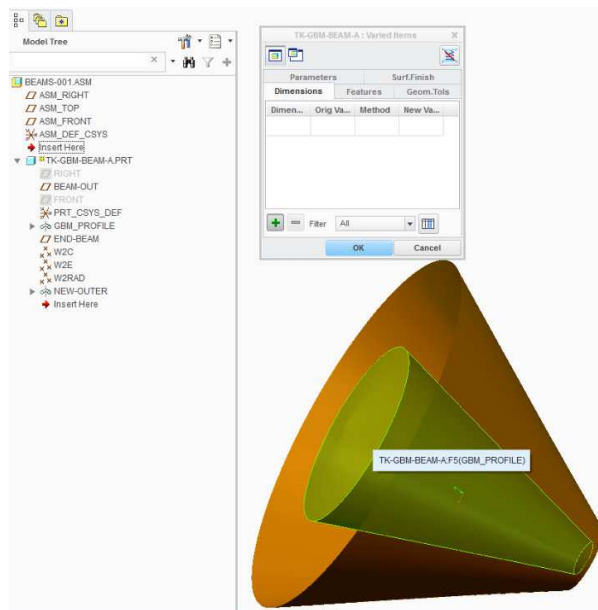 Model Tree
BEAMS-001.ASM
ASM_RIGHT
ASM_TOP
ASM_FRONT
ASM_DEF_CSYS
Insert Here
TK-GBM-BEAM-A.PRT
RIGHT
BEAM-OUT
FRONT
PRT_CSYS_DEF
GBM_PROFILE
END-BEAM
W2C
W2E
W2RAD
NEW-OUTER
Insert Here
TK-GBM-BEAM-A : Varied Items
Parameters Surf.Finish
Dimensions Features Geom.Tols
Dimen... Orig Va... Method New Va...
Filter All
OK Cancel
TK-GBM-BEAM-A:F5(GBM_PROFILE)